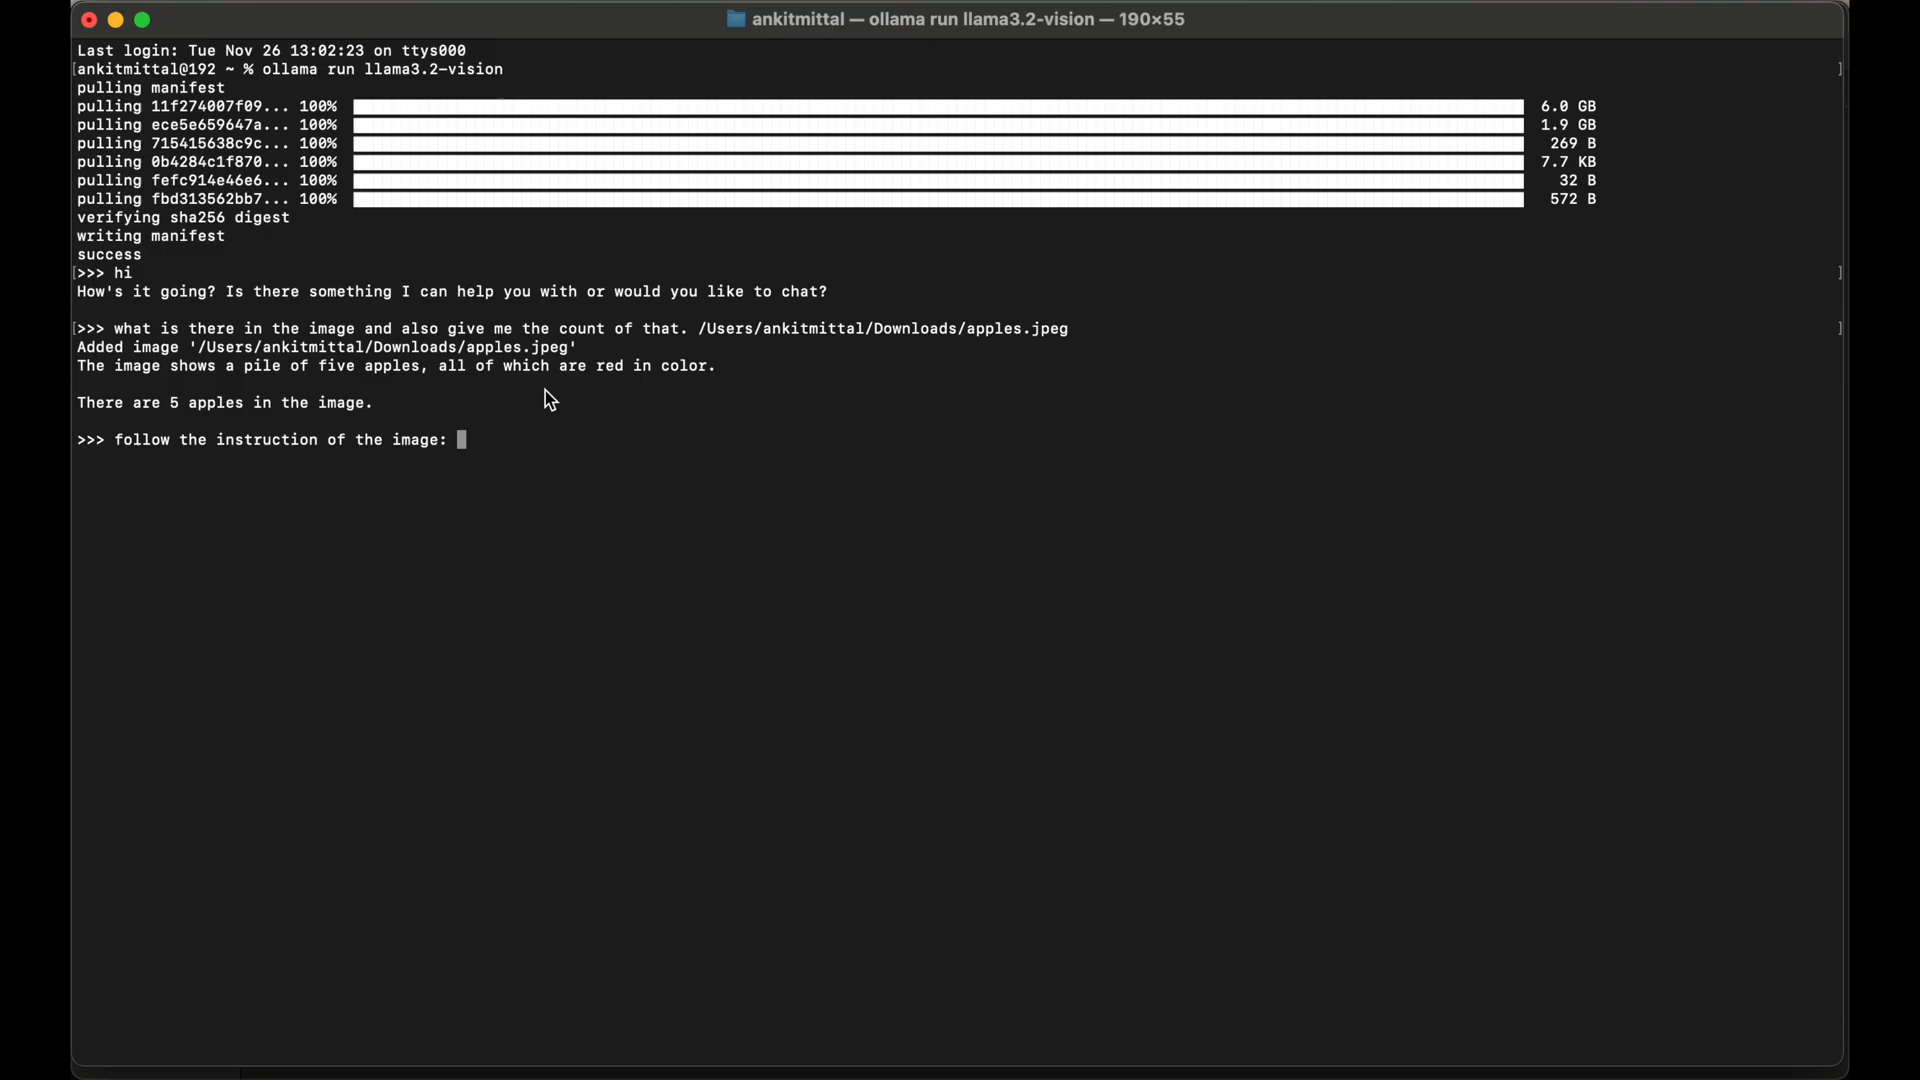 ankitmittal — ollama run llama3.2-vision — 190×55
Last login: Tue Nov 26 13:02:23 on ttys000
[ankitmittal@192 ~ % ollama run llama3.2-vision ]
pulling manifest
pulling 11f274007f09... 100% 6.0 GB
pulling ece5e659647a... 100% 1.9 GB
pulling 715415638c9c... 100% 269 B
pulling 0b4284c1f870... 100% 7.7 KB
pulling fefc914e46e6... 100% 32 B
pulling fbd313562bb7... 100% 572 B
verifying sha256 digest
writing manifest
success
[>>> hi ]
How's it going? Is there something I can help you with or would you like to chat?
[>>> what is there in the image and also give me the count of that. /Users/ankitmittal/Downloads/apples.jpeg ]
Added image '/Users/ankitmittal/Downloads/apples.jpeg'
The image shows a pile of five apples, all of which are red in color.
There are 5 apples in the image.
>>> follow the instruction of the image: